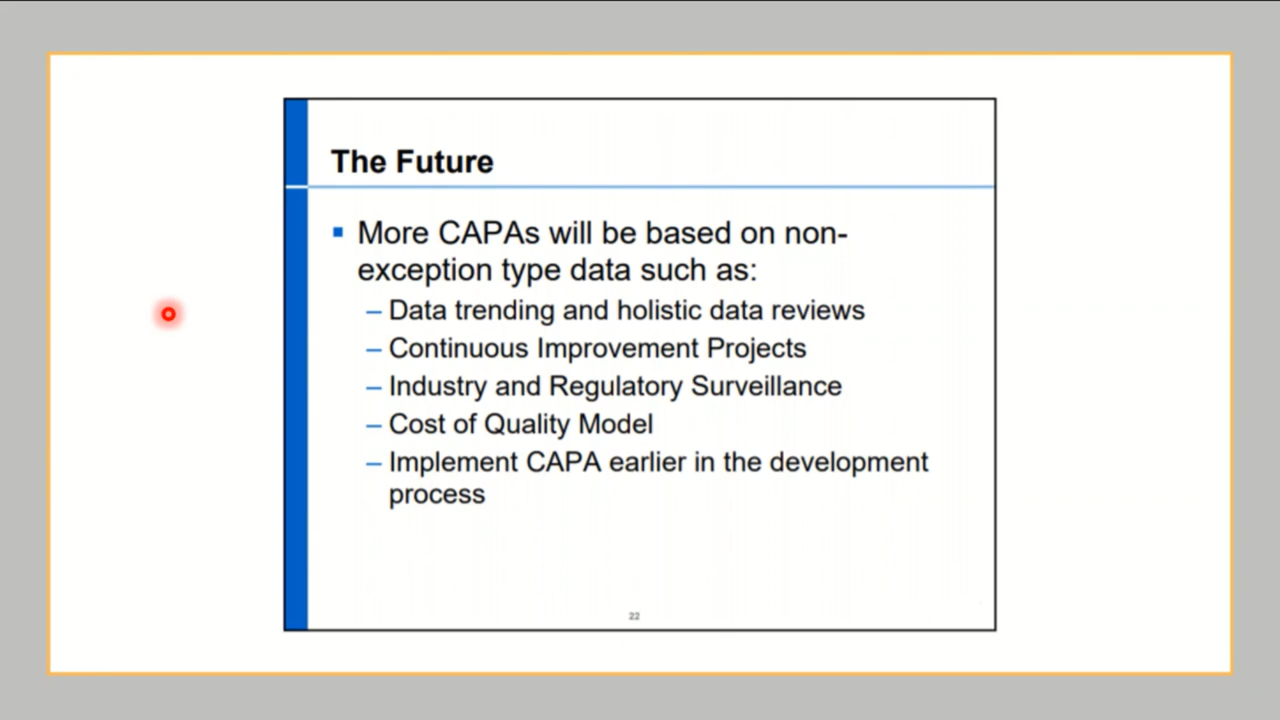 The Future
More CAPAs will be based on non-
exception type data such as:
– Data trending and holistic data reviews
– Continuous Improvement Projects
– Industry and Regulatory Surveillance
– Cost of Quality Model
– Implement CAPA earlier in the development
process
22